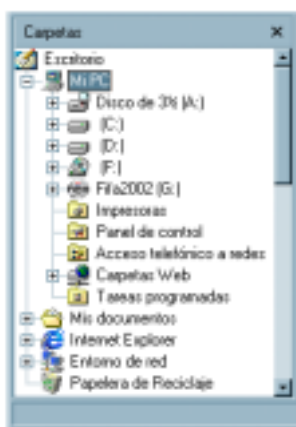 Carpetas
Escritorio
Mi PC
Disco de 3½ (A:)
(C:)
(D:)
(F:)
Fifa2002 (G:)
Impresoras
Panel de control
Acceso telefónico a redes
Carpetas Web
Tareas programadas
Mis documentos
Internet Explorer
Entorno de red
Papelera de Reciclaje